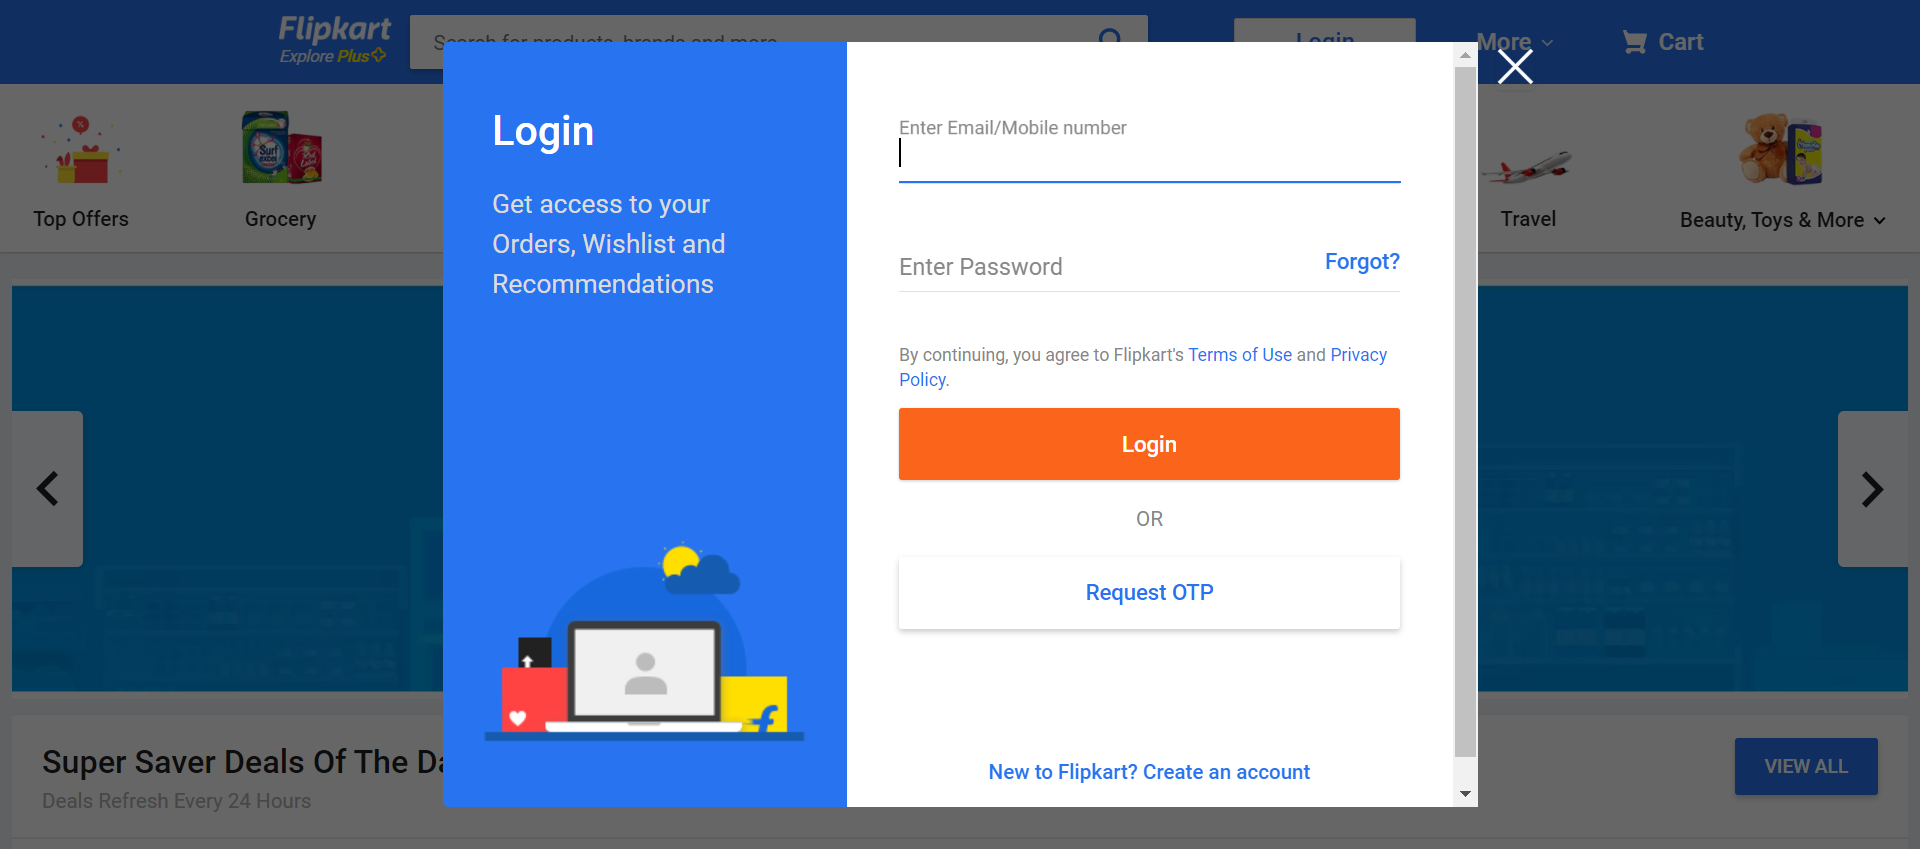 Flipkart
Explore Plus
Search for products, brands and more
Login
More
Cart
Top Offers
Grocery
Travel
Beauty, Toys & More
Login
Get access to your
Orders, Wishlist and
Recommendations
Enter Email/Mobile number
Enter Password
Forgot?
By continuing, you agree to Flipkart's Terms of Use and Privacy
Policy.
Login
OR
Request OTP
New to Flipkart? Create an account
Super Saver Deals Of The Da
Deals Refresh Every 24 Hours
VIEW ALL
Surf
excel